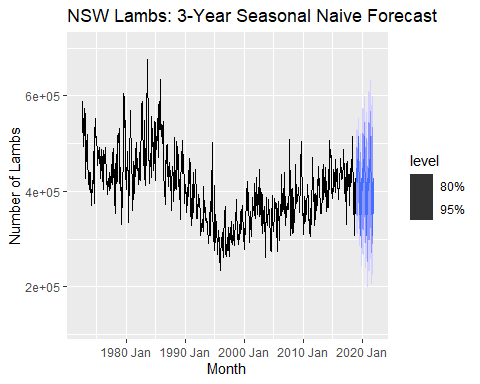 NSW Lambs: 3-Year Seasonal Naive Forecast
Number of Lambs
6e+05
4e+05
2e+05
1980 Jan 1990 Jan 2000 Jan 2010 Jan 2020 Jan
Month
level
80%
95%